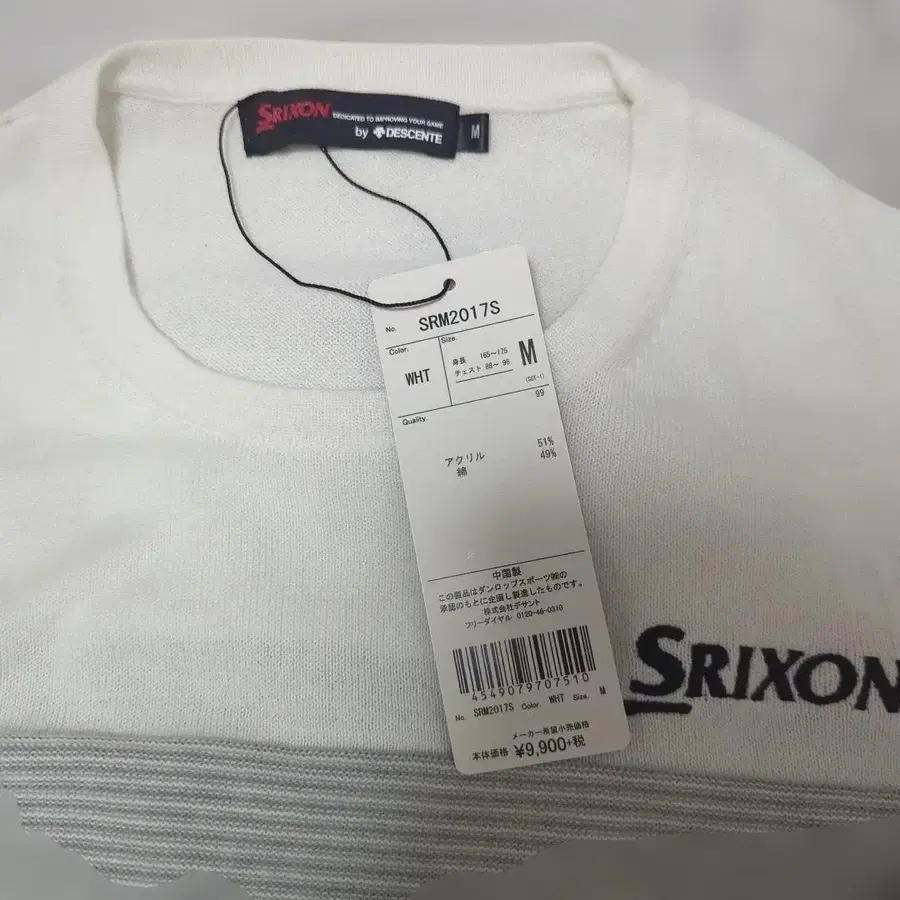 SRIXON DEDICATED TO IMPROVING YOUR GAME
by DESCENTE
M
No. SRM2017S
Color. Size.
WHT 身長 165〜175 M
チェスト 88〜 96
(SGT-1)
99
Quality.
アクリル 51%
綿 49%
中国製
この製品はダンロップスポーツ㈱の
承認のもとに企画し製造したものです。
株式会社デサント
フリーダイヤル 0120-46-0310
4549079707510
No. SRM2017S Color. WHT Size. M
メーカー希望小売価格
本体価格 ¥9,900+税
SRIXON